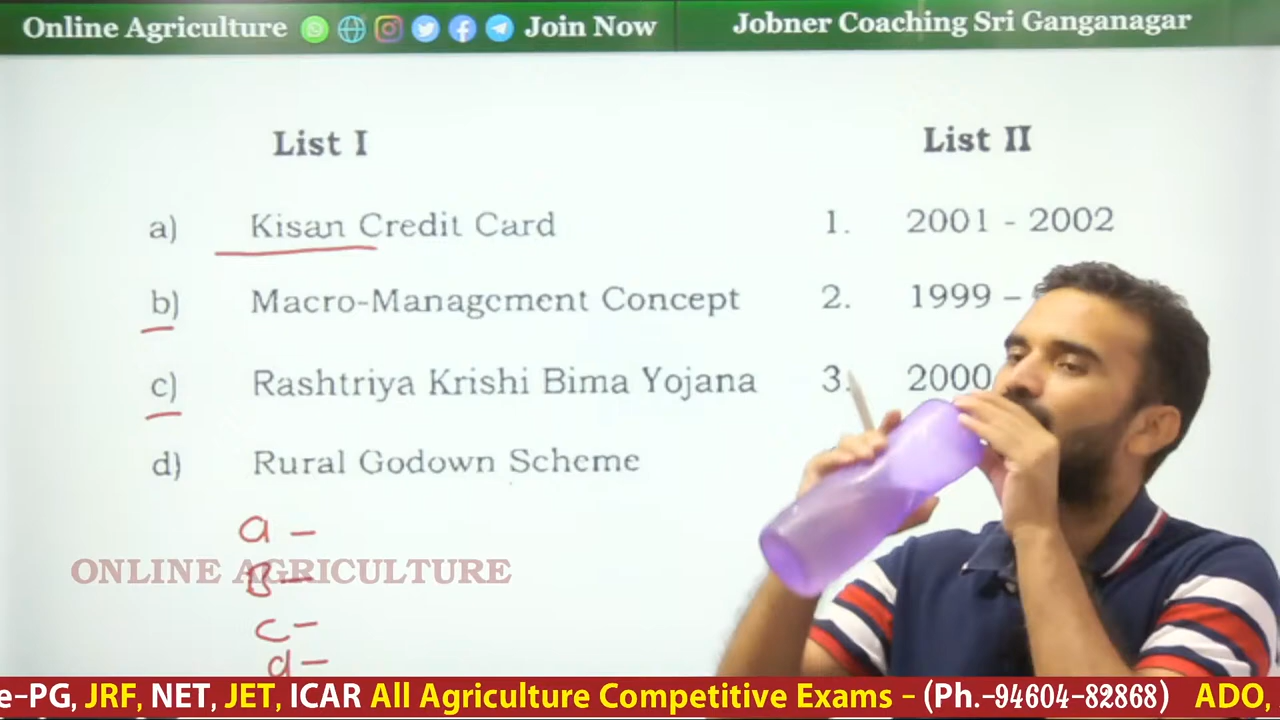 Online Agriculture Join Now Jobner Coaching Sri Ganganagar
List I List II
a) Kisan Credit Card 1. 2001 - 2002
b) Macro-Management Concept 2. 1999 –
c) Rashtriya Krishi Bima Yojana 3. 2000
d) Rural Godown Scheme
a –
B –
c –
d –
ONLINE AGRICULTURE
e-PG, JRF, NET, JET, ICAR All Agriculture Competitive Exams – (Ph.-94604-82868) ADO,